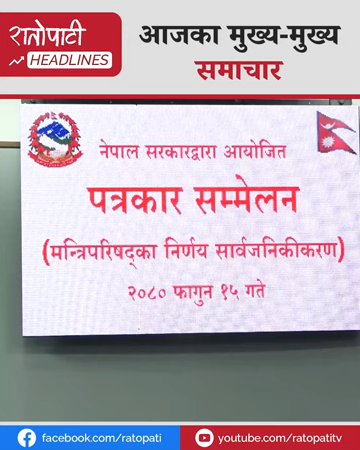 रातोपाटी
HEADLINES
आजका मुख्य-मुख्य
समाचार
नेपाल सरकारद्वारा आयोजित
पत्रकार सम्मेलन
(मन्त्रिपरिषद्का निर्णय सार्वजनिकीकरण)
२०८० फागुन १५ गते
facebook.com/ratopati
youtube.com/ratopatitv